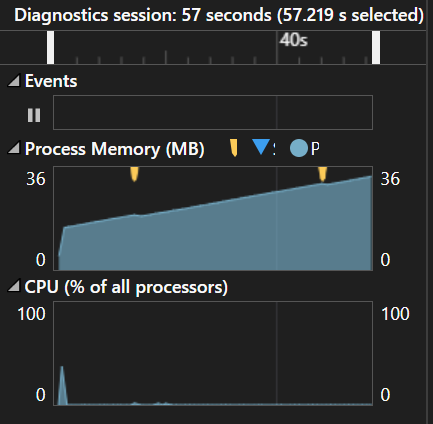 Diagnostics session: 57 seconds (57.219 s selected)
40s
Events
Process Memory (MB)
P
36
36
0
0
CPU (% of all processors)
100
100
0
0